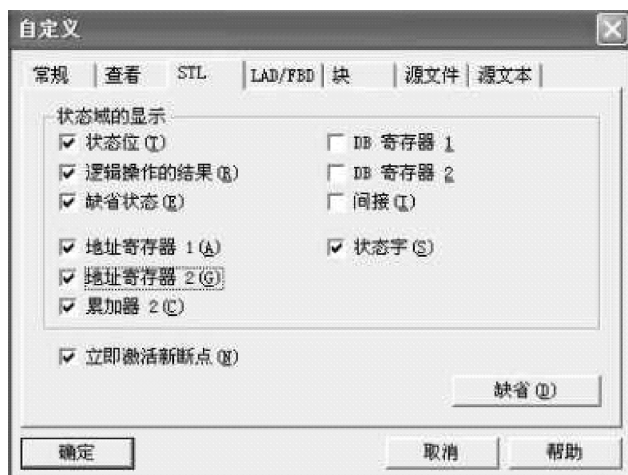 自定义
常规 查看 STL LAD/FBD 块 源文件 源文本
状态域的显示
状态位(T) DB 寄存器 1
逻辑操作的结果(R) DB 寄存器 2
缺省状态(E) 间接(I)
地址寄存器 1(A) 状态字(S)
地址寄存器 2(G)
累加器 2(C)
立即激活新断点(N)
缺省(D)
确定 取消 帮助